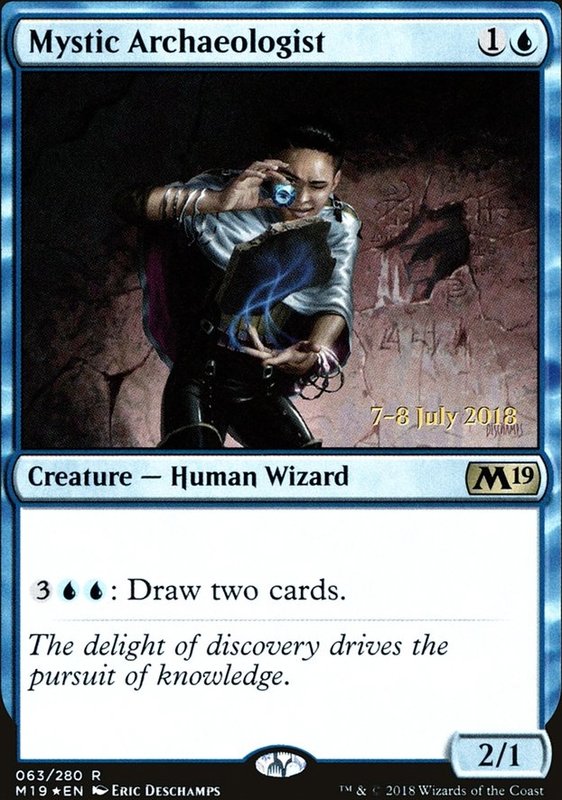 Mystic Archaeologist 1
7-8 July 2018
DESCHAMPS
Creature — Human Wizard M19
3: Draw two cards.
The delight of discovery drives the
pursuit of knowledge.
2/1
063/280 R
M19 ★ EN Eric Deschamps
™ & © 2018 Wizards of the Coast